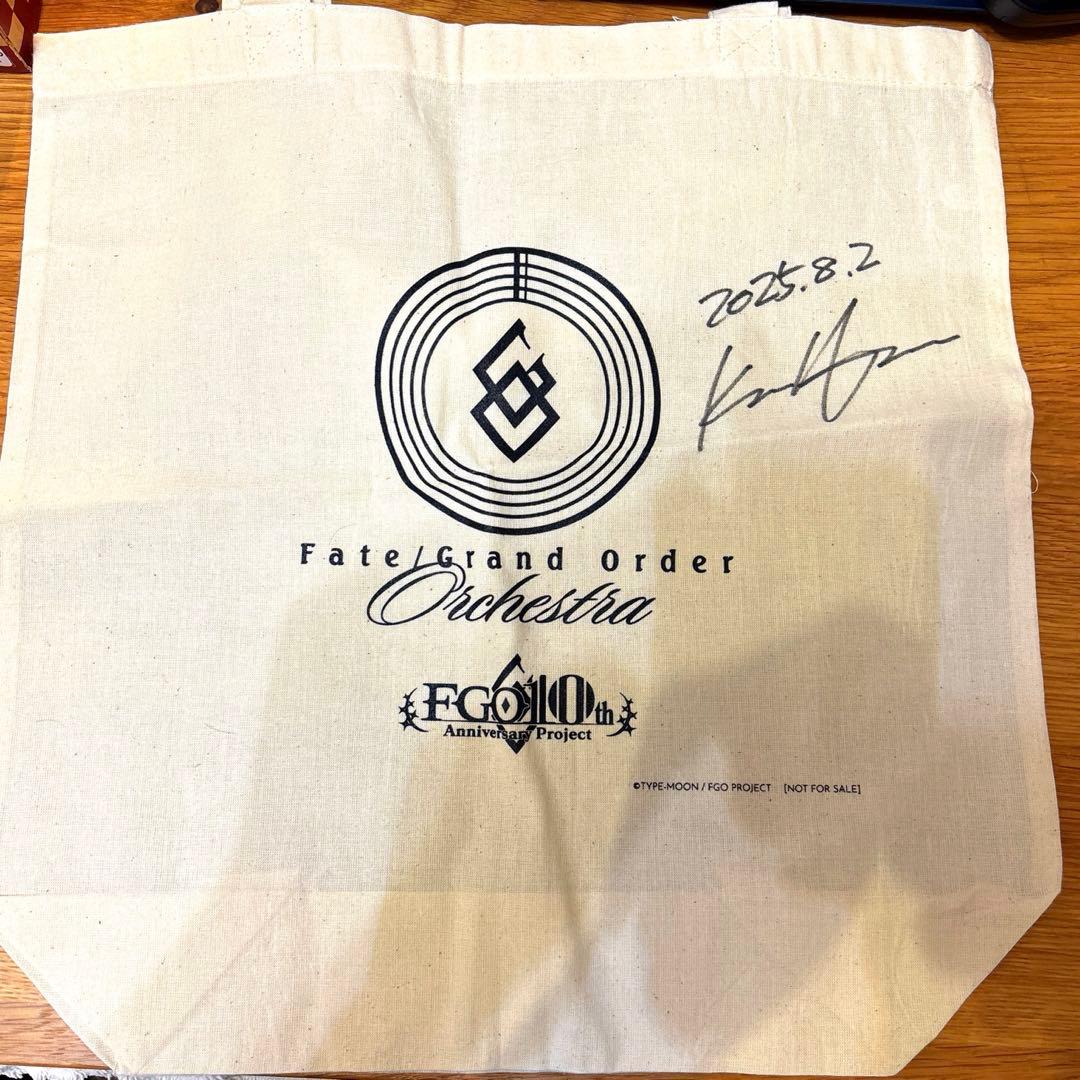 2025.8.2
Fate/Grand Order
Orchestra
FGO 10th
Anniversary Project
©TYPE-MOON / FGO PROJECT [NOT FOR SALE]